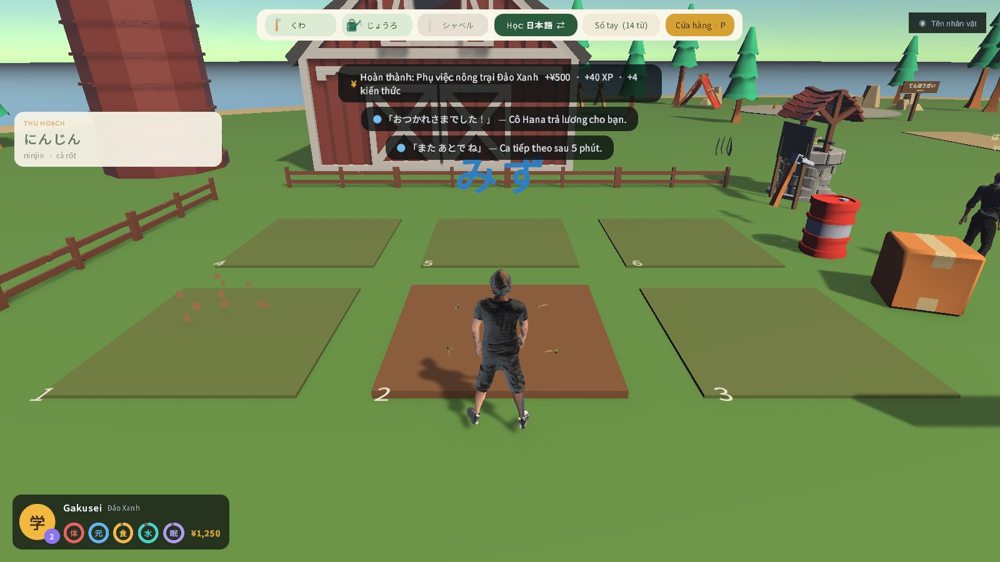 くわ
じょうろ
シャベル
Học: 日本語 ⇄
Sổ tay (14 từ)
Cửa hàng · P
Tên nhân vật
¥ Hoàn thành: Phụ việc nông trại Đảo Xanh +¥500 · +40 XP · +4
kiến thức
「おつかれさまでした！」 — Cô Hana trả lương cho bạn.
「また あとで ね」 — Ca tiếp theo sau 5 phút.
みず
てんぼうだい
THU HOẠCH
にんじん
ninjin · cà rốt
4
5
6
1
2
3
学
2
Gakusei Đảo Xanh
体 元 食 水 眠 ¥1,250